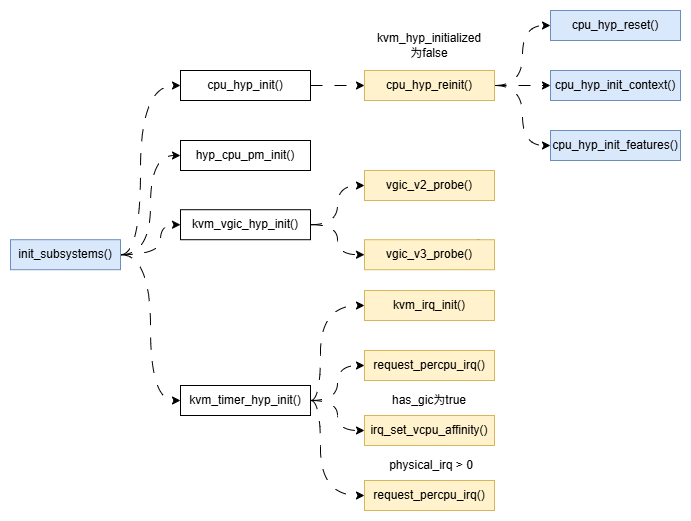 cpu_hyp_reset()
kvm_hyp_initialized
为false
cpu_hyp_init()
cpu_hyp_reinit()
cpu_hyp_init_context()
hyp_cpu_pm_init()
cpu_hyp_init_features()
vgic_v2_probe()
kvm_vgic_hyp_init()
init_subsystems()
vgic_v3_probe()
kvm_irq_init()
request_percpu_irq()
kvm_timer_hyp_init()
has_gic为true
irq_set_vcpu_affinity()
physical_irq > 0
request_percpu_irq()